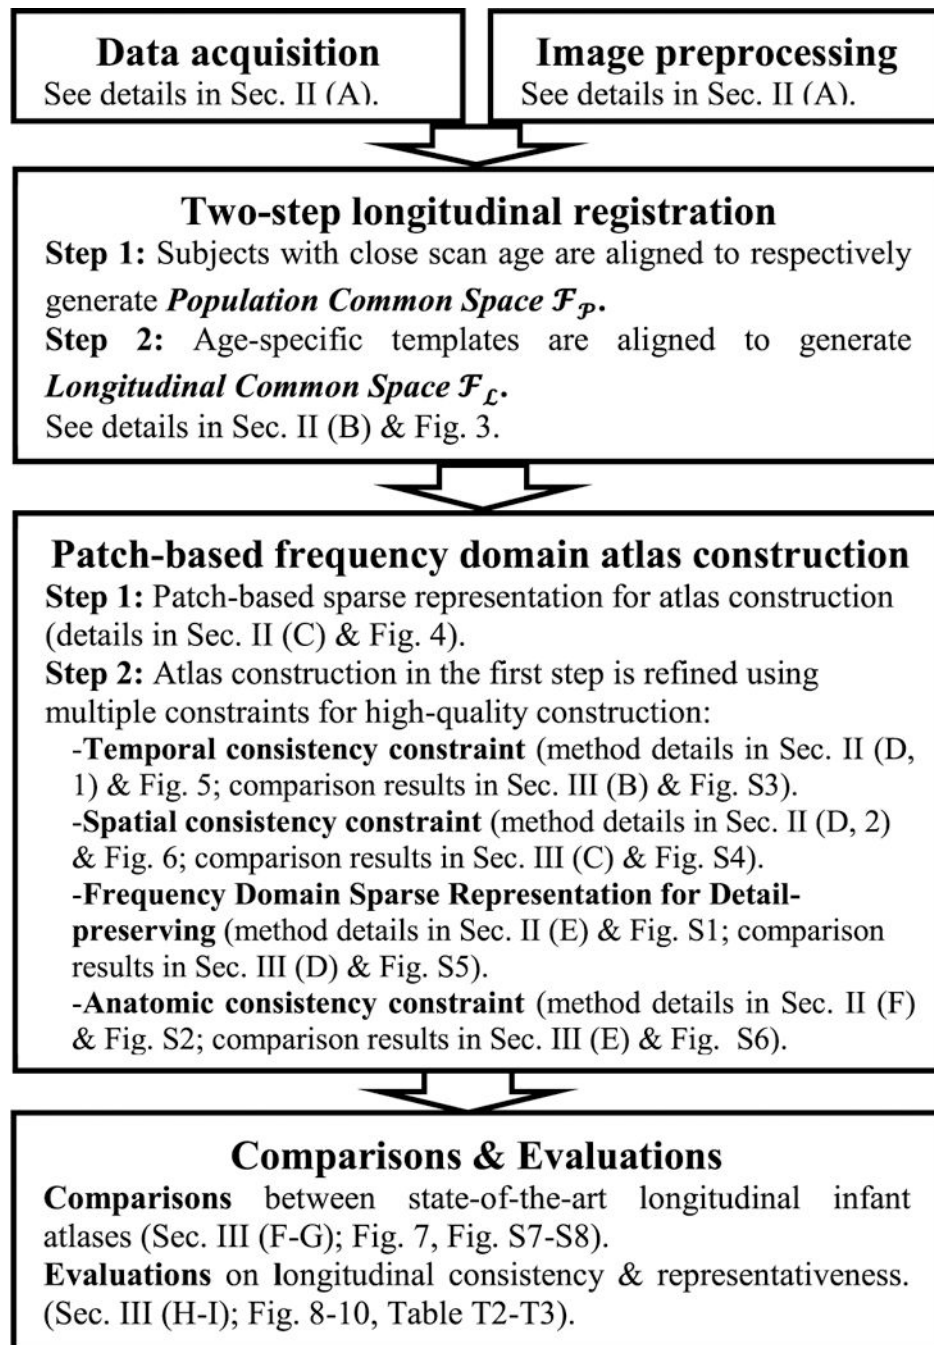 Data acquisition
See details in Sec. II (A).
Image preprocessing
See details in Sec. II (A).
Two-step longitudinal registration
Step 1: Subjects with close scan age are aligned to respectively
generate Population Common Space ℱ𝒫.
Step 2: Age-specific templates are aligned to generate
Longitudinal Common Space ℱℒ.
See details in Sec. II (B) & Fig. 3.
Patch-based frequency domain atlas construction
Step 1: Patch-based sparse representation for atlas construction
(details in Sec. II (C) & Fig. 4).
Step 2: Atlas construction in the first step is refined using
multiple constraints for high-quality construction:
-Temporal consistency constraint (method details in Sec. II (D,
1) & Fig. 5; comparison results in Sec. III (B) & Fig. S3).
-Spatial consistency constraint (method details in Sec. II (D, 2)
& Fig. 6; comparison results in Sec. III (C) & Fig. S4).
-Frequency Domain Sparse Representation for Detail-
preserving (method details in Sec. II (E) & Fig. S1; comparison
results in Sec. III (D) & Fig. S5).
-Anatomic consistency constraint (method details in Sec. II (F)
& Fig. S2; comparison results in Sec. III (E) & Fig. S6).
Comparisons & Evaluations
Comparisons between state-of-the-art longitudinal infant
atlases (Sec. III (F-G); Fig. 7, Fig. S7-S8).
Evaluations on longitudinal consistency & representativeness.
(Sec. III (H-I); Fig. 8-10, Table T2-T3).